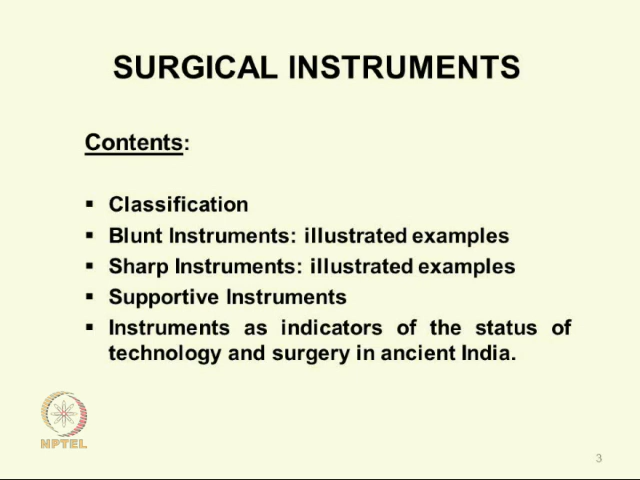 SURGICAL INSTRUMENTS
Contents:
▪ Classification
▪ Blunt Instruments: illustrated examples
▪ Sharp Instruments: illustrated examples
▪ Supportive Instruments
▪ Instruments as indicators of the status of
technology and surgery in ancient India.
NPTEL
3